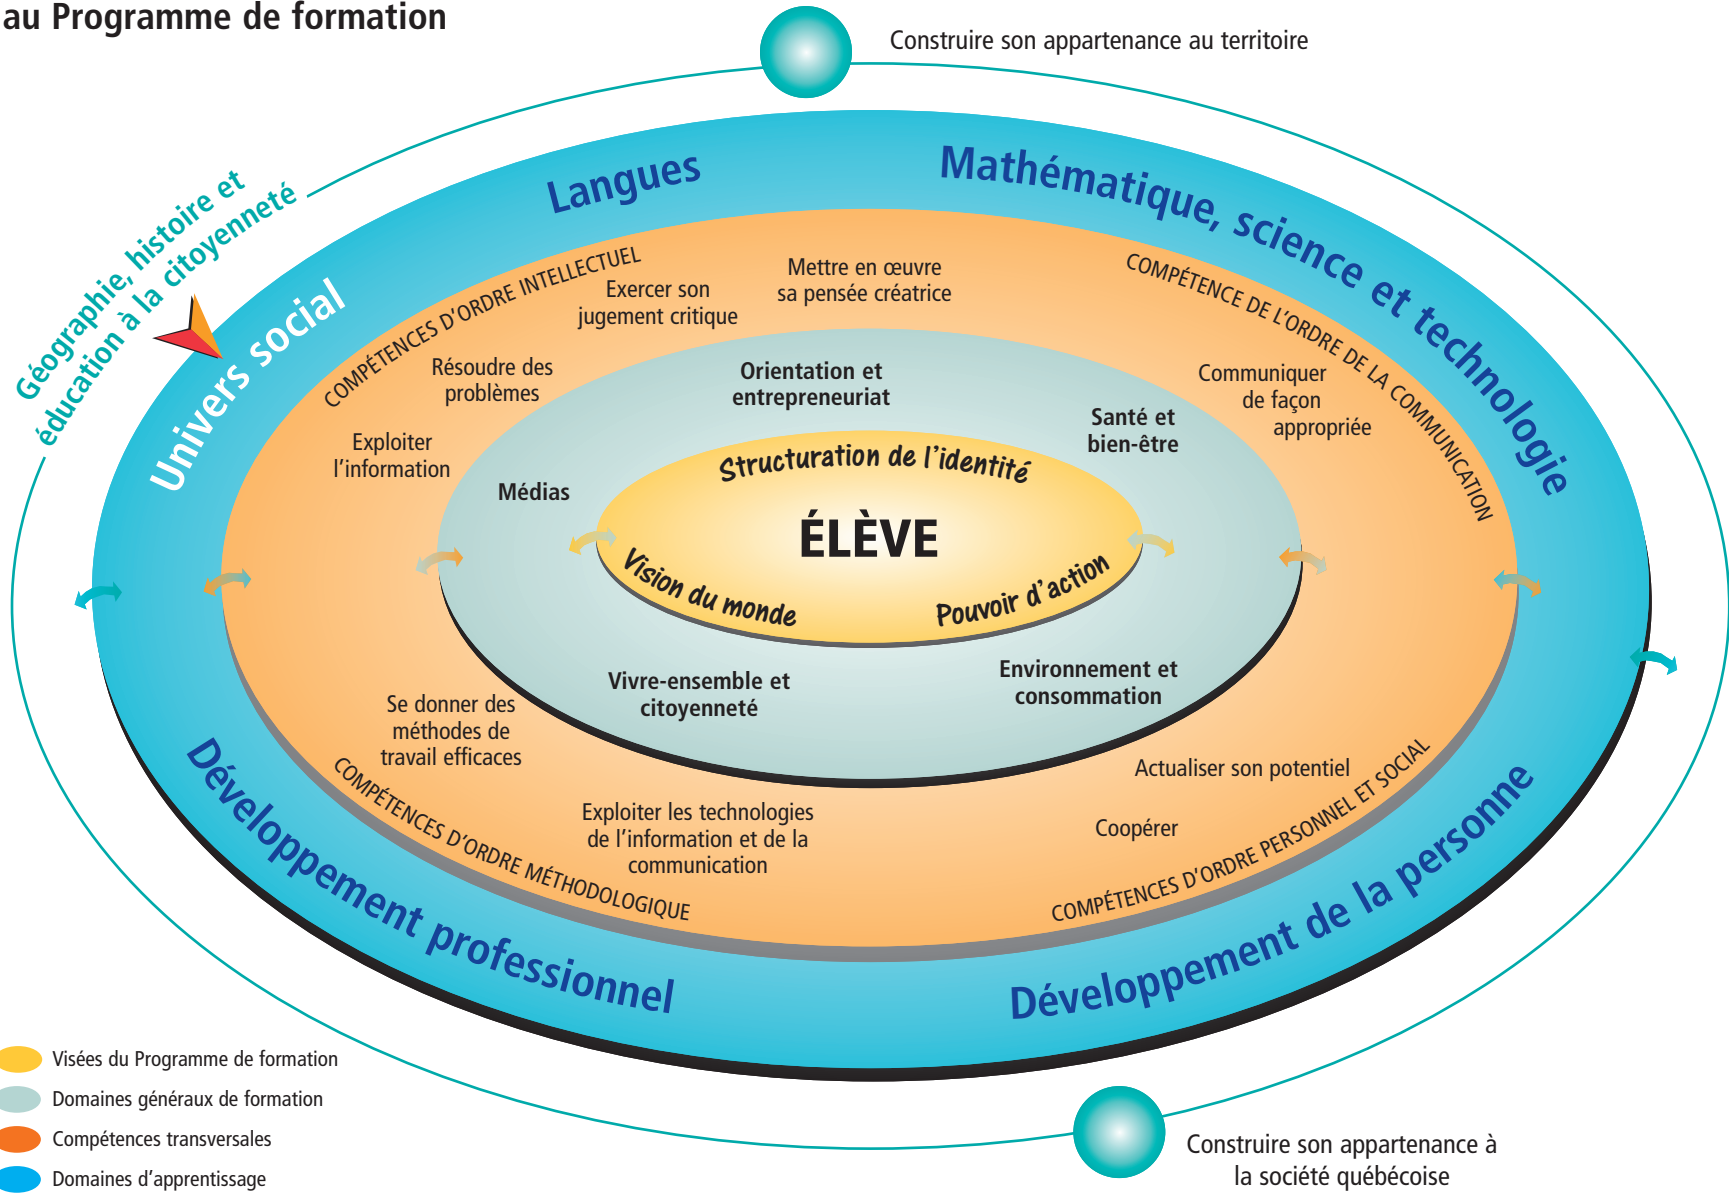 au Programme de formation
Construire son appartenance au territoire
Géographie, histoire et
éducation à la citoyenneté
Univers social
Langues
Mathématique, science et technologie
COMPÉTENCES D'ORDRE INTELLECTUEL
Exploiter
l'information
Résoudre des
problèmes
Exercer son
jugement critique
Mettre en œuvre
sa pensée créatrice
COMPÉTENCE DE L'ORDRE DE LA COMMUNICATION
Communiquer
de façon
appropriée
Médias
Orientation et
entrepreneuriat
Santé et
bien-être
Structuration de l'identité
ÉLÈVE
Vision du monde
Pouvoir d'action
Vivre-ensemble et
citoyenneté
Environnement et
consommation
Se donner des
méthodes de
travail efficaces
Exploiter les technologies
de l'information et de la
communication
COMPÉTENCES D'ORDRE MÉTHODOLOGIQUE
Actualiser son potentiel
Coopérer
COMPÉTENCES D'ORDRE PERSONNEL ET SOCIAL
Développement professionnel
Développement de la personne
Visées du Programme de formation
Domaines généraux de formation
Compétences transversales
Domaines d'apprentissage
Construire son appartenance à
la société québécoise